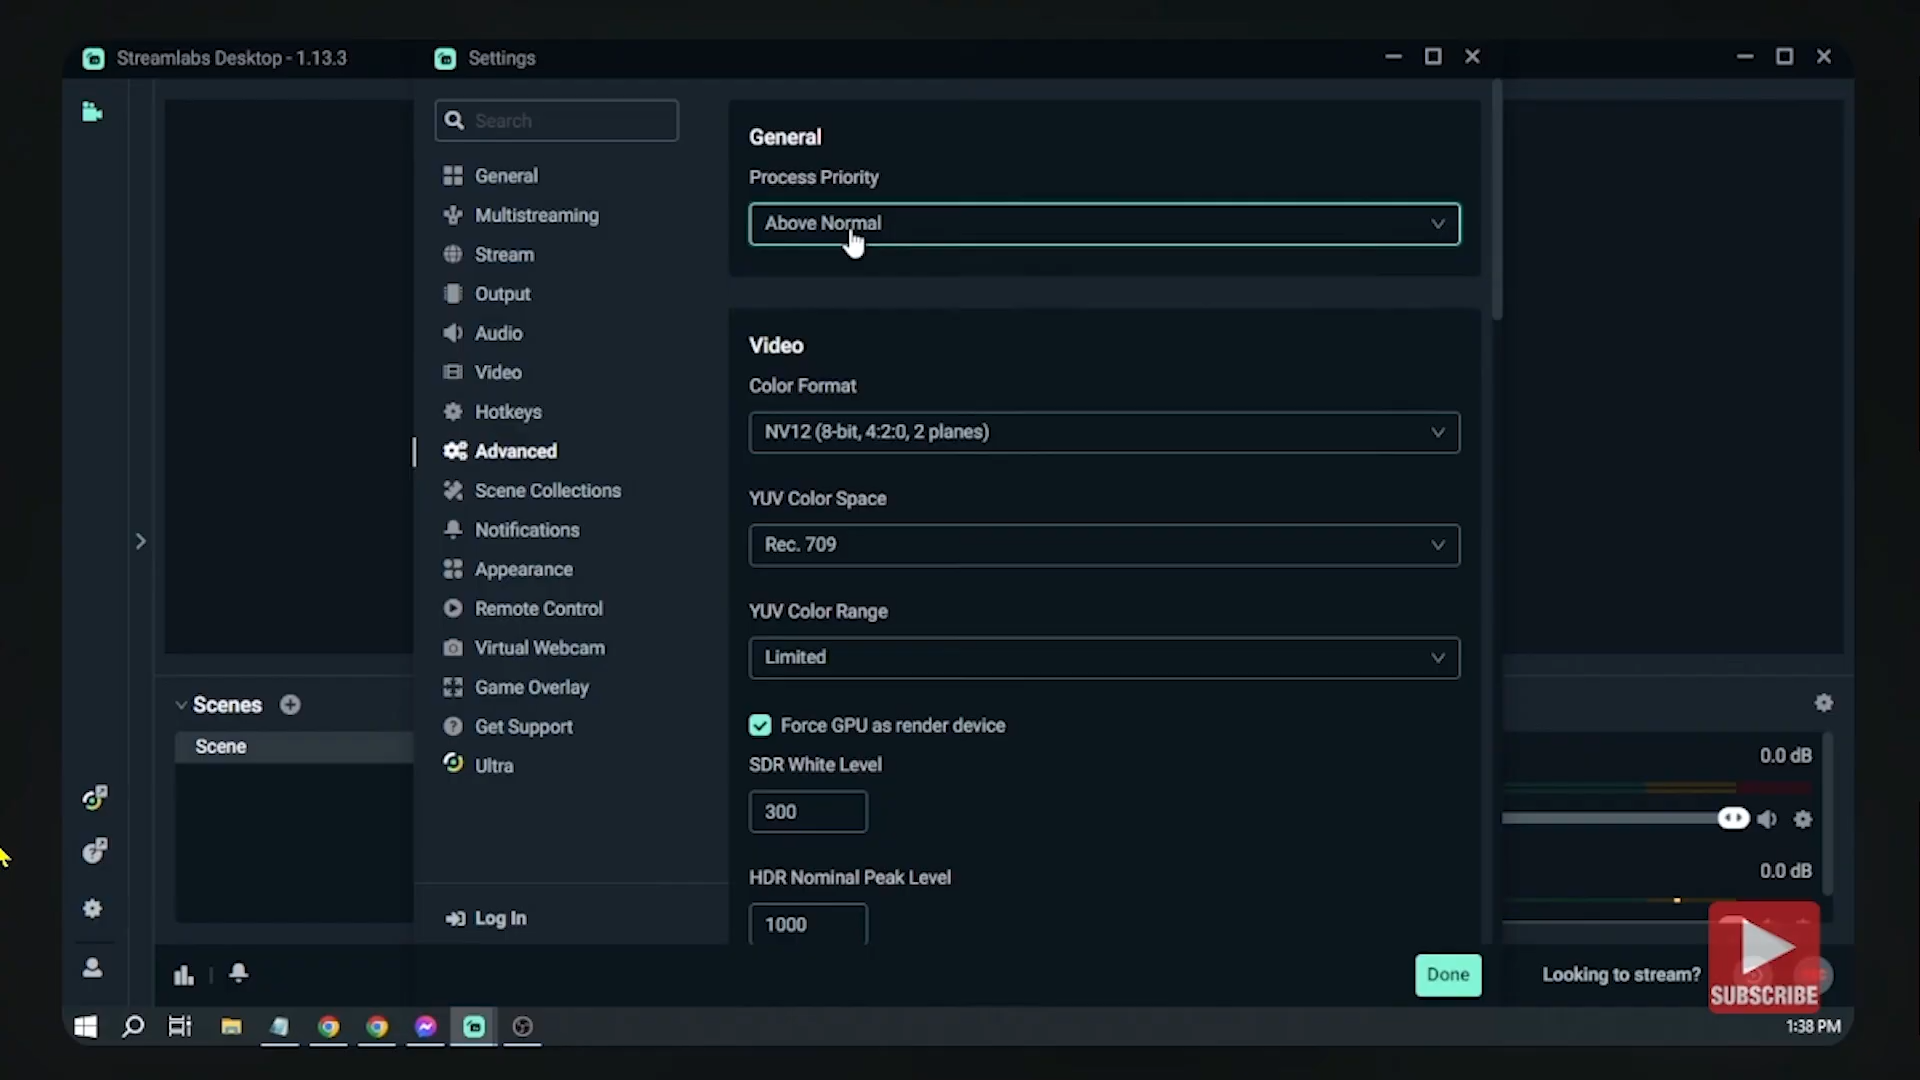 Streamlabs Desktop - 1.13.3
Settings
Search
General
Multistreaming
Stream
Output
Audio
Video
Hotkeys
Advanced
Scene Collections
Notifications
Appearance
Remote Control
Virtual Webcam
Game Overlay
Get Support
Ultra
Log In
General
Process Priority
Above Normal
Video
Color Format
NV12 (8-bit, 4:2:0, 2 planes)
YUV Color Space
Rec. 709
YUV Color Range
Limited
Force GPU as render device
SDR White Level
300
HDR Nominal Peak Level
1000
Done
Scenes
Scene
0.0 dB
0.0 dB
Looking to stream?
SUBSCRIBE
1:38 PM